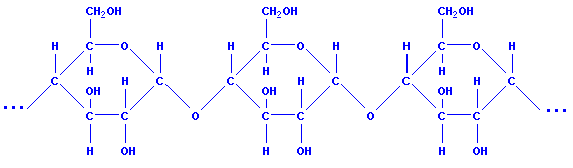 CH₂OH CH₂OH CH₂OH
H C O H H C O H H C O H
H H H
C H C C H C C H C
OH OH OH
... C C O C C O C C ...
H OH H OH H OH